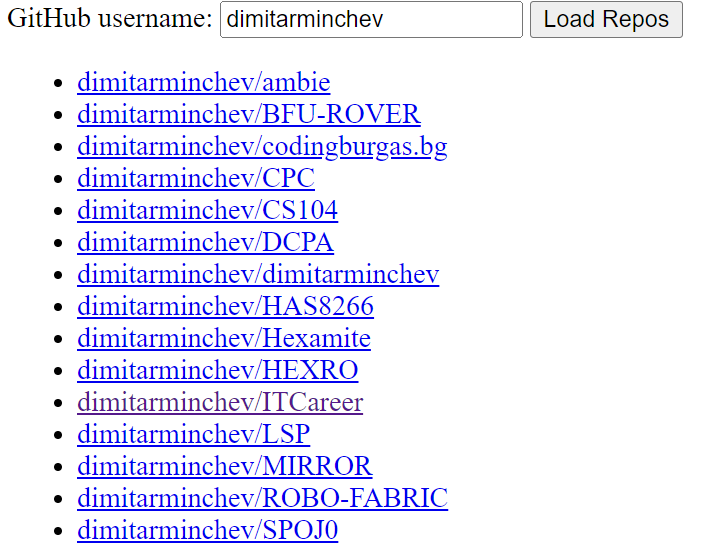 GitHub username: dimitarminchev Load Repos
dimitarminchev/ambie
dimitarminchev/BFU-ROVER
dimitarminchev/codingburgas.bg
dimitarminchev/CPC
dimitarminchev/CS104
dimitarminchev/DCPA
dimitarminchev/dimitarminchev
dimitarminchev/HAS8266
dimitarminchev/Hexamite
dimitarminchev/HEXRO
dimitarminchev/ITCareer
dimitarminchev/LSP
dimitarminchev/MIRROR
dimitarminchev/ROBO-FABRIC
dimitarminchev/SPOJ0